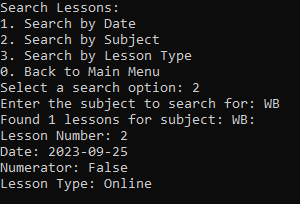 Search Lessons:
1. Search by Date
2. Search by Subject
3. Search by Lesson Type
0. Back to Main Menu
Select a search option: 2
Enter the subject to search for: WB
Found 1 lessons for subject: WB:
Lesson Number: 2
Date: 2023-09-25
Numerator: False
Lesson Type: Online